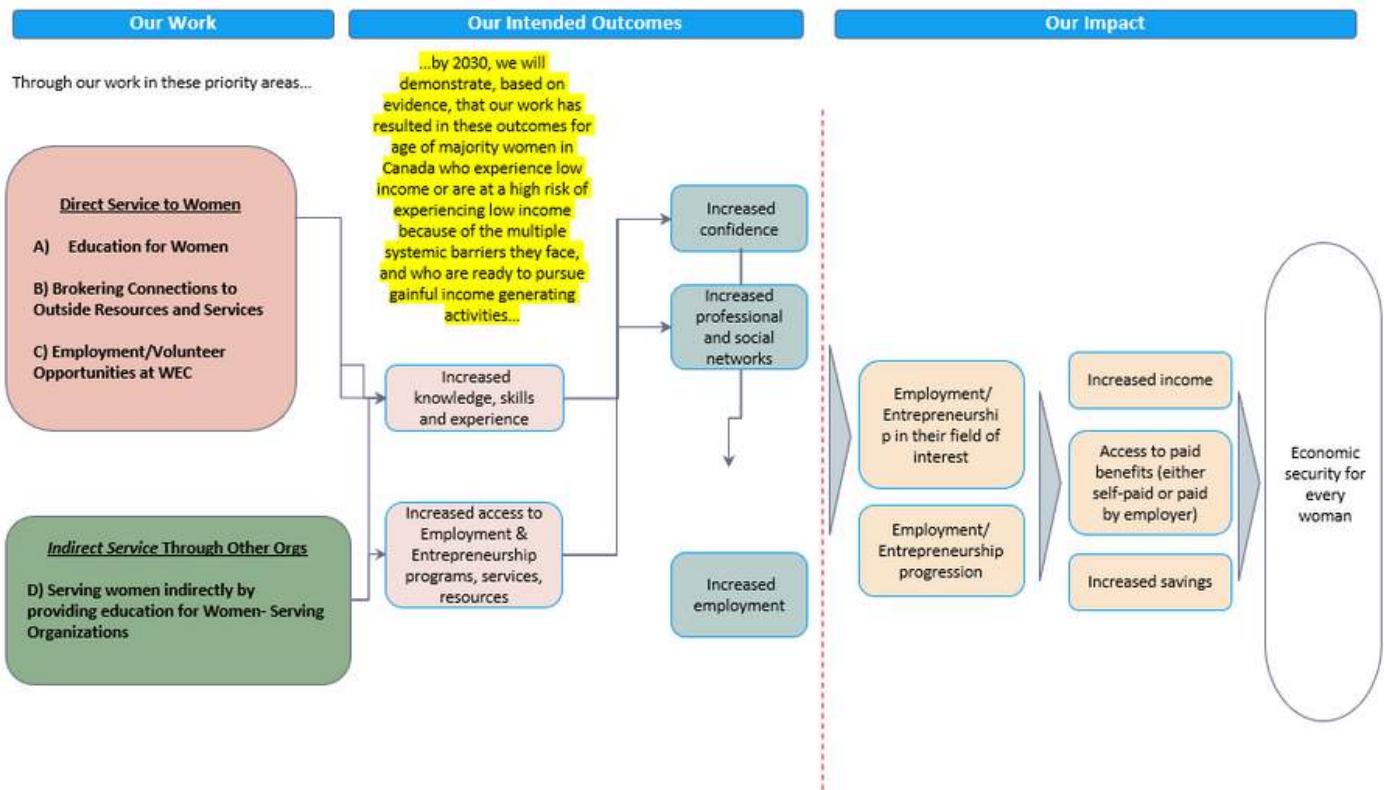 Our Work
Our Intended Outcomes
Our Impact
Through our work in these priority areas...
...by 2030, we will
demonstrate, based on
evidence, that our work has
resulted in these outcomes for
age of majority women in
Canada who experience low
income or are at a high risk of
experiencing low income
because of the multiple
systemic barriers they face,
and who are ready to pursue
gainful income generating
activities...
Direct Service to Women
A) Education for Women
B) Brokering Connections to
Outside Resources and Services
C) Employment/Volunteer
Opportunities at WEC
Indirect Service Through Other Orgs
D) Serving women indirectly by
providing education for Women- Serving
Organizations
Increased
knowledge, skills
and experience
Increased access to
Employment &
Entrepreneurship
programs, services,
resources
Increased
confidence
Increased
professional
and social
networks
Increased
employment
Employment/
Entrepreneurshi
p in their field of
interest
Employment/
Entrepreneurship
progression
Increased income
Access to paid
benefits (either
self-paid or paid
by employer)
Increased savings
Economic
security for
every
woman